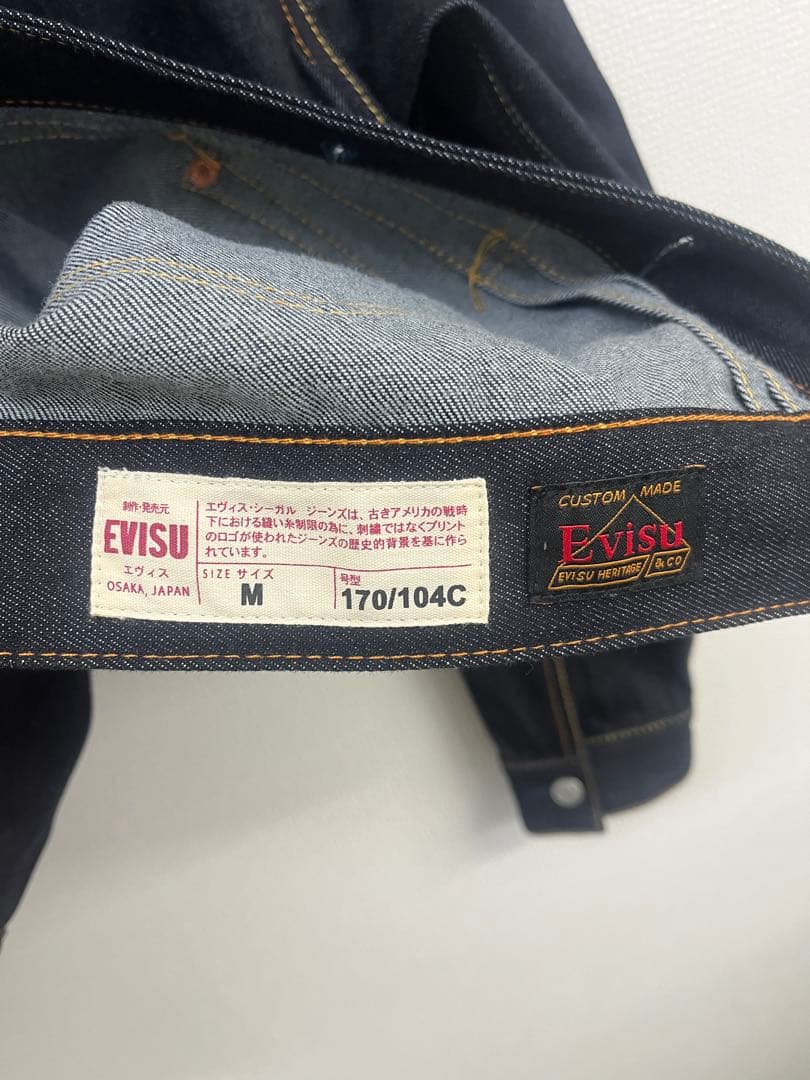 制作・発売元
EVISU
エヴィス
OSAKA, JAPAN
エヴィス・シーガル ジーンズは、古きアメリカの戦時
下における縫い糸制限の為に、刺繍ではなくプリント
のロゴが使われたジーンズの歴史的背景を基に作ら
れています。
SIZE サイズ
M
号型
170/104C
CUSTOM MADE
Evisu
EVISU HERITAGE & CO